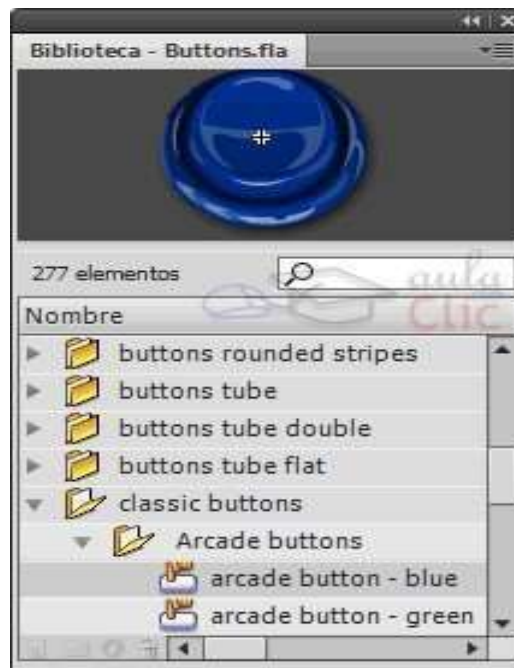 Biblioteca - Buttons.fla
277 elementos
aula
Clic
Nombre
buttons rounded stripes
buttons tube
buttons tube double
buttons tube flat
classic buttons
Arcade buttons
arcade button - blue
arcade button - green